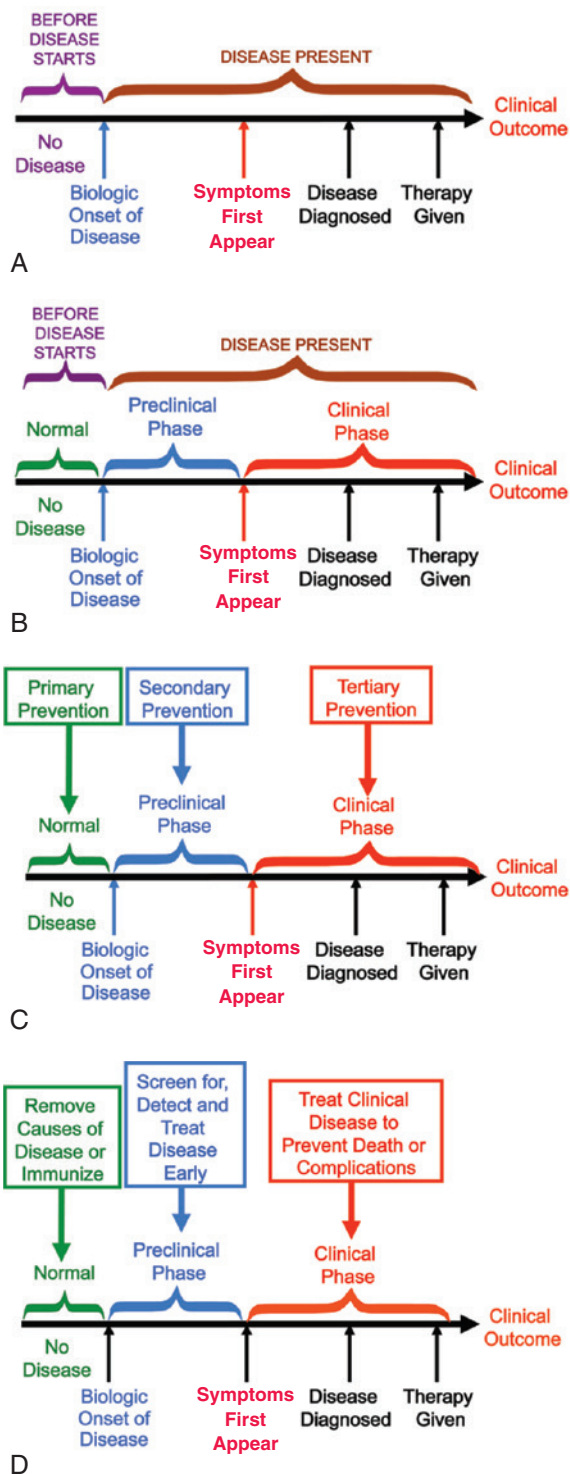 BEFORE
DISEASE
STARTS
DISEASE PRESENT
Clinical
Outcome
No
Disease
Biologic
Onset of
Disease
Symptoms
First
Appear
Disease
Diagnosed
Therapy
Given
A
BEFORE
DISEASE
STARTS
DISEASE PRESENT
Normal
Preclinical
Phase
Clinical
Phase
Clinical
Outcome
No
Disease
Biologic
Onset of
Disease
Symptoms
First
Appear
Disease
Diagnosed
Therapy
Given
B
Primary
Prevention
Secondary
Prevention
Tertiary
Prevention
Normal
Preclinical
Phase
Clinical
Phase
Clinical
Outcome
No
Disease
Biologic
Onset of
Disease
Symptoms
First
Appear
Disease
Diagnosed
Therapy
Given
C
Remove
Causes of
Disease or
Immunize
Screen for,
Detect and
Treat
Disease
Early
Treat Clinical
Disease to
Prevent Death or
Complications
Normal
Preclinical
Phase
Clinical
Phase
Clinical
Outcome
No
Disease
Biologic
Onset of
Disease
Symptoms
First
Appear
Disease
Diagnosed
Therapy
Given
D